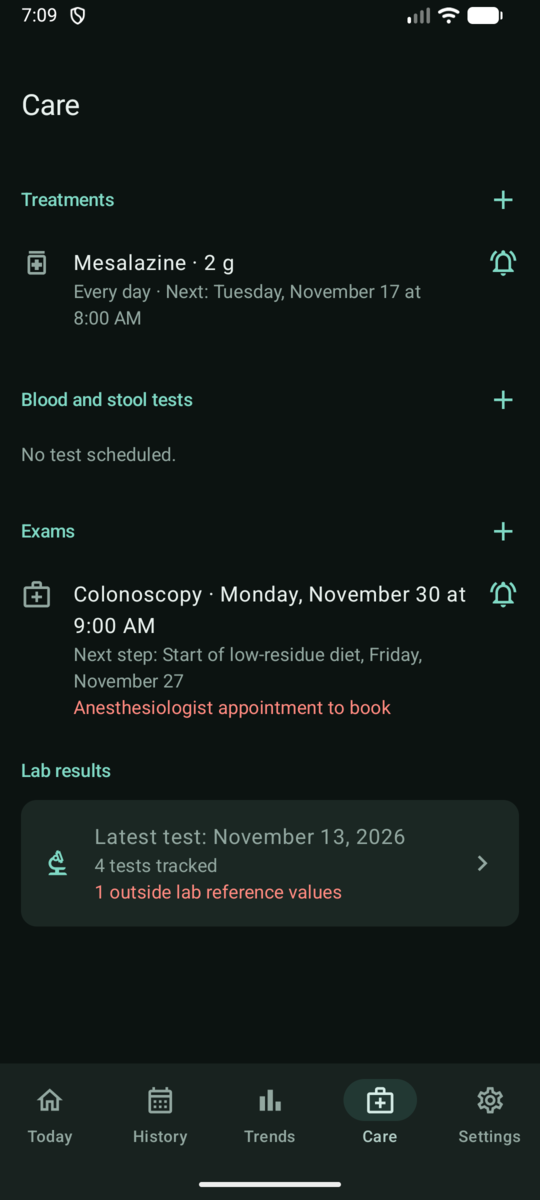 7:09
Care
Treatments
Mesalazine · 2 g
Every day · Next: Tuesday, November 17 at
8:00 AM
Blood and stool tests
No test scheduled.
Exams
Colonoscopy · Monday, November 30 at
9:00 AM
Next step: Start of low-residue diet, Friday,
November 27
Anesthesiologist appointment to book
Lab results
Latest test: November 13, 2026
4 tests tracked
1 outside lab reference values
Today
History
Trends
Care
Settings